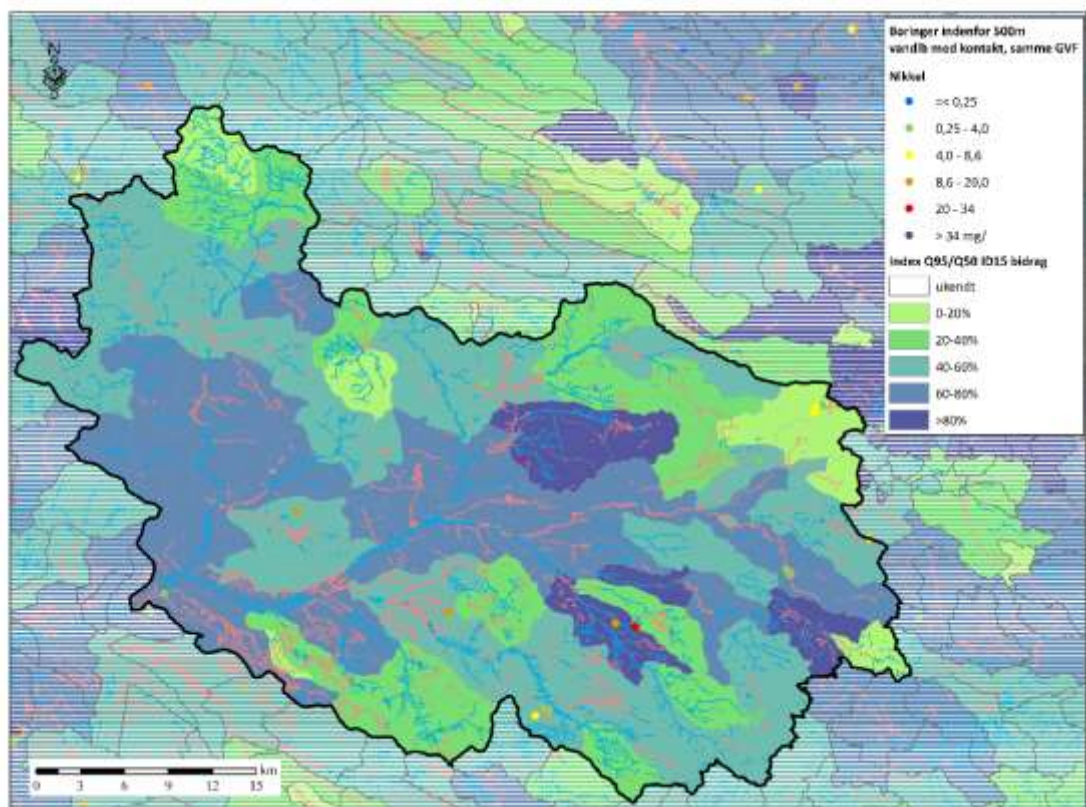 N
Boringer indenfor 500m
vandlb med kontakt, samme GVF
Nikkel
=< 0,25
0,25 - 4,0
4,0 - 8,6
8,6 - 20,0
20 - 34
> 34 mg/
index Q95/Q50 ID15 bidrag
ukendt
0-20%
20-40%
40-60%
60-80%
>80%
km
0 3 6 9 12 15